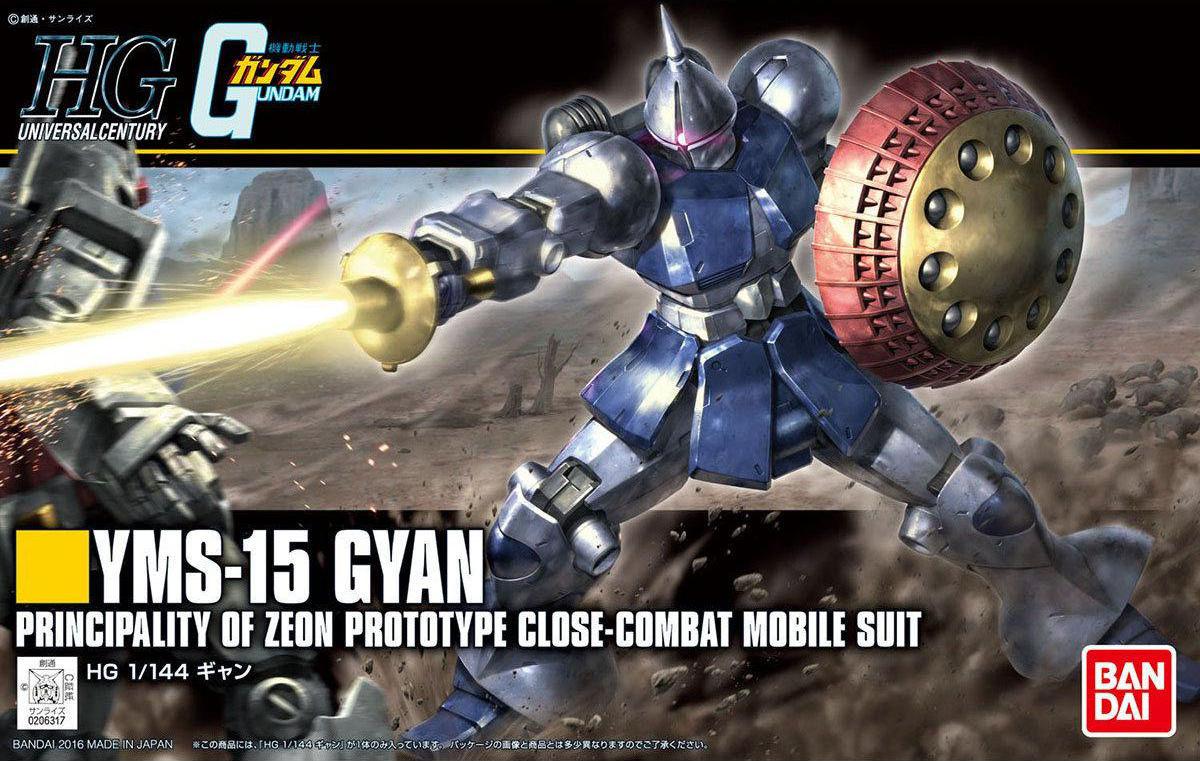 ©創通・サンライズ
HG
UNIVERSAL CENTURY
機動戦士
ガンダム
GUNDAM
YMS-15 GYAN
PRINCIPALITY OF ZEON PROTOTYPE CLOSE-COMBAT MOBILE SUIT
HG 1/144 ギャン
創通
©
サンライズ
0206317
BANDAI 2016 MADE IN JAPAN
※この商品には、「HG 1/144 ギャン」が1体のみ入っています。パッケージの画像と商品とは多少異なりますのでご了承ください。
BAN
DAI